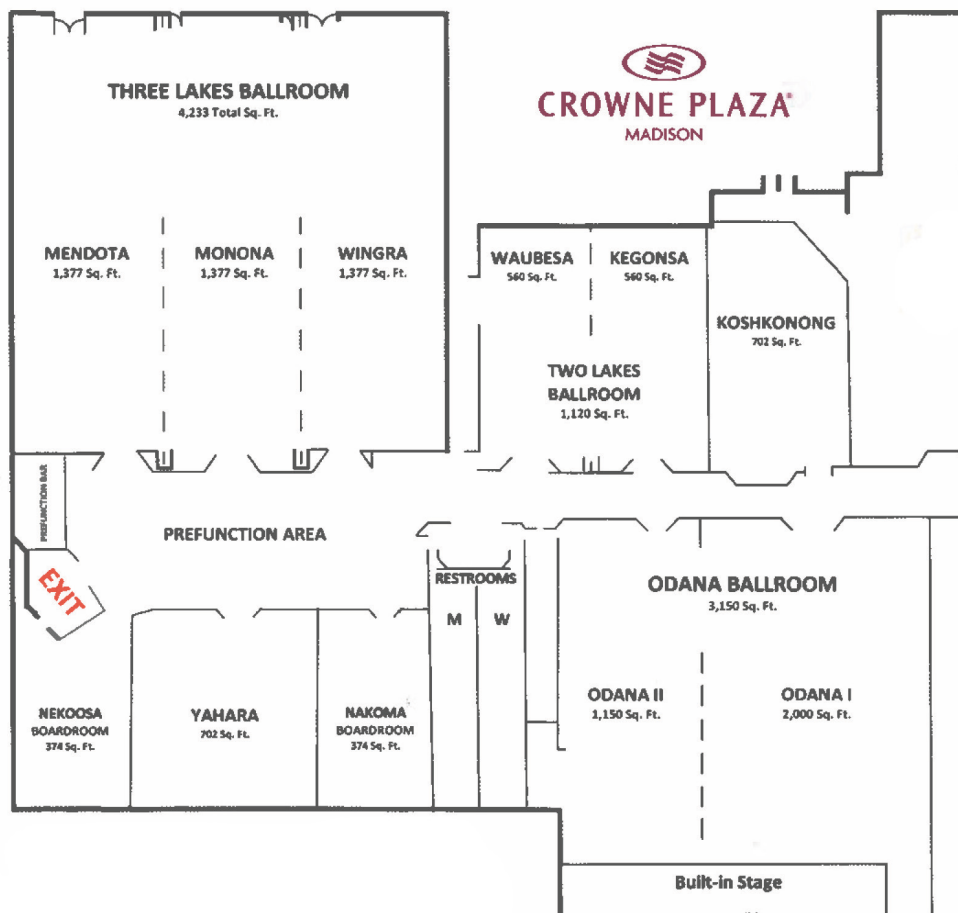 CROWNE PLAZA
MADISON
THREE LAKES BALLROOM
4,233 Total Sq. Ft.
MENDOTA
1,377 Sq. Ft.
MONONA
1,377 Sq. Ft.
WINGRA
1,377 Sq. Ft.
WAUBESA
560 Sq. Ft.
KEGONSA
560 Sq. Ft.
KOSHKONONG
702 Sq. Ft.
TWO LAKES
BALLROOM
1,120 Sq. Ft.
PREFUNCTION BAR
PREFUNCTION AREA
EXIT
RESTROOMS
M
W
ODANA BALLROOM
3,150 Sq. Ft.
NEKOOSA
BOARDROOM
374 Sq. Ft.
YAHARA
702 Sq. Ft.
NAKOMA
BOARDROOM
374 Sq. Ft.
ODANA II
1,150 Sq. Ft.
ODANA I
2,000 Sq. Ft.
Built-in Stage